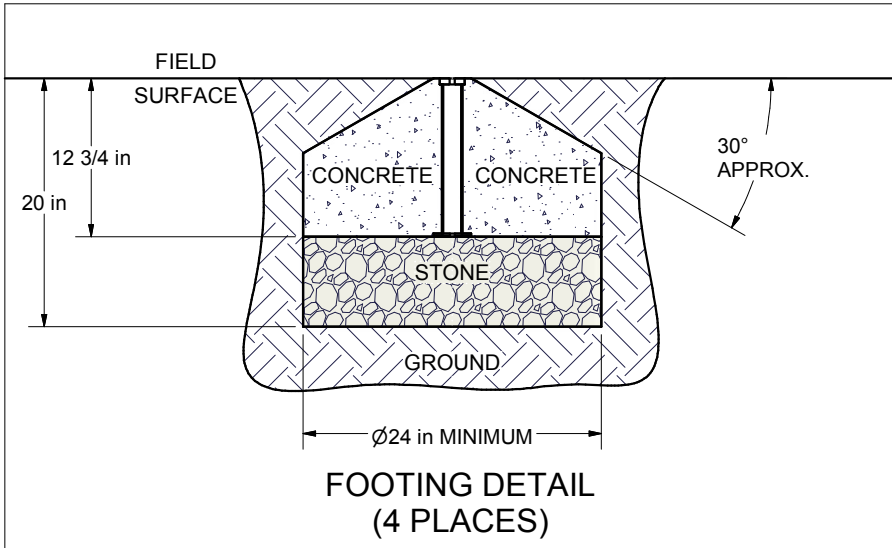 FIELD
SURFACE
12 3/4 in
20 in
CONCRETE
CONCRETE
30°
APPROX.
STONE
GROUND
Ø24 in MINIMUM
FOOTING DETAIL
(4 PLACES)